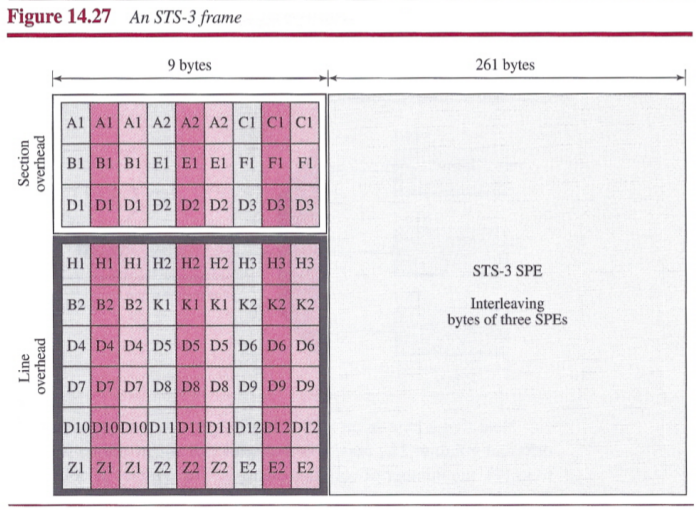 Figure 14.27 An STS-3 frame
9 bytes 261 bytes
Section
overhead
A1 A1 A1 A2 A2 A2 C1 C1 C1
B1 B1 B1 E1 E1 E1 F1 F1 F1
D1 D1 D1 D2 D2 D2 D3 D3 D3
Line
overhead
H1 H1 H1 H2 H2 H2 H3 H3 H3
B2 B2 B2 K1 K1 K1 K2 K2 K2
D4 D4 D4 D5 D5 D5 D6 D6 D6
D7 D7 D7 D8 D8 D8 D9 D9 D9
D10 D10 D10 D11 D11 D11 D12 D12 D12
Z1 Z1 Z1 Z2 Z2 Z2 E2 E2 E2
STS-3 SPE
Interleaving
bytes of three SPEs